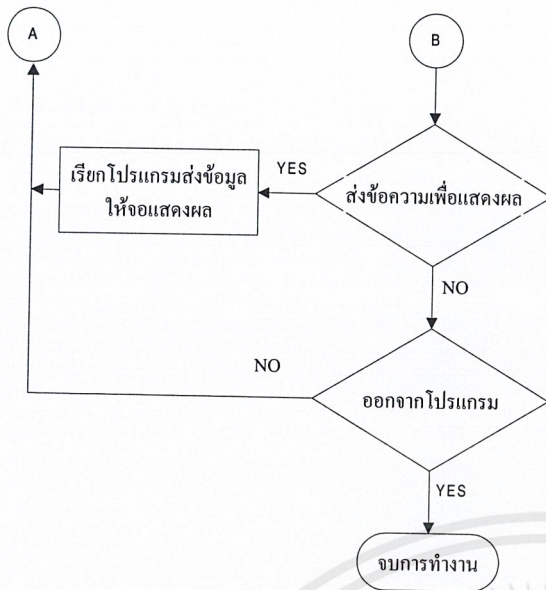 A
B
เรียกโปรแกรมส่งข้อมูล
ให้จอแสดงผล
YES
ส่งข้อความเพื่อแสดงผล
NO
NO
ออกจากโปรแกรม
YES
จบการทำงาน